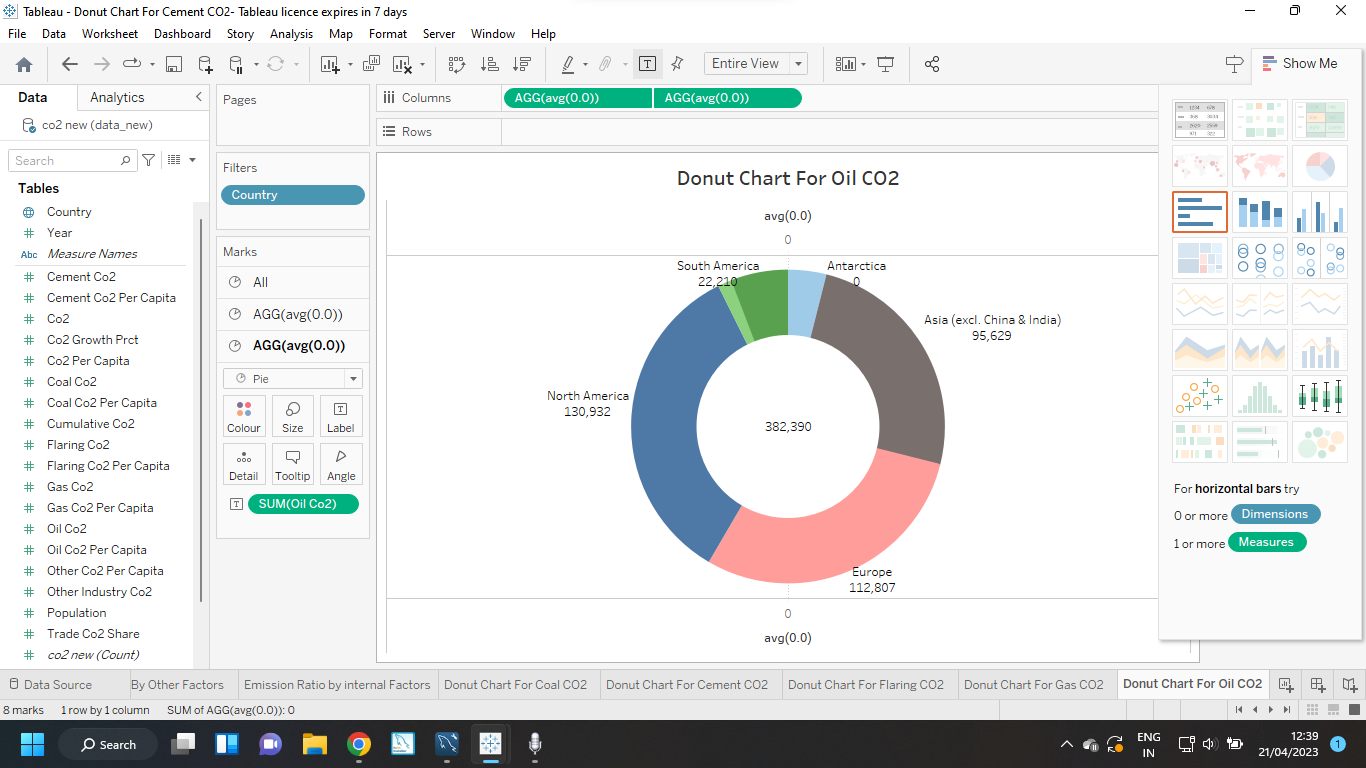 Tableau - Donut Chart For Cement CO2- Tableau licence expires in 7 days
File Data Worksheet Dashboard Story Analysis Map Format Server Window Help
Entire View
Show Me
Data Analytics
co2 new (data_new)
Search
Tables
Country
Year
Abc Measure Names
Cement Co2
Cement Co2 Per Capita
Co2
Co2 Growth Prct
Co2 Per Capita
Coal Co2
Coal Co2 Per Capita
Cumulative Co2
Flaring Co2
Flaring Co2 Per Capita
Gas Co2
Gas Co2 Per Capita
Oil Co2
Oil Co2 Per Capita
Other Co2 Per Capita
Other Industry Co2
Population
Trade Co2 Share
co2 new (Count)
Pages
Filters
Country
Marks
All
AGG(avg(0.0))
AGG(avg(0.0))
Pie
Colour Size Label
Detail Tooltip Angle
SUM(Oil Co2)
Columns AGG(avg(0.0)) AGG(avg(0.0))
Rows
Donut Chart For Oil CO2
avg(0.0)
0
South America
22,210
Antarctica
0
Asia (excl. China & India)
95,629
North America
130,932
382,390
Europe
112,807
0
avg(0.0)
For horizontal bars try
0 or more Dimensions
1 or more Measures
Data Source By Other Factors Emission Ratio by internal Factors Donut Chart For Coal CO2 Donut Chart For Cement CO2 Donut Chart For Flaring CO2 Donut Chart For Gas CO2 Donut Chart For Oil CO2
8 marks 1 row by 1 column SUM of AGG(avg(0.0)): 0
Search
ENG
IN
12:39
21/04/2023
1